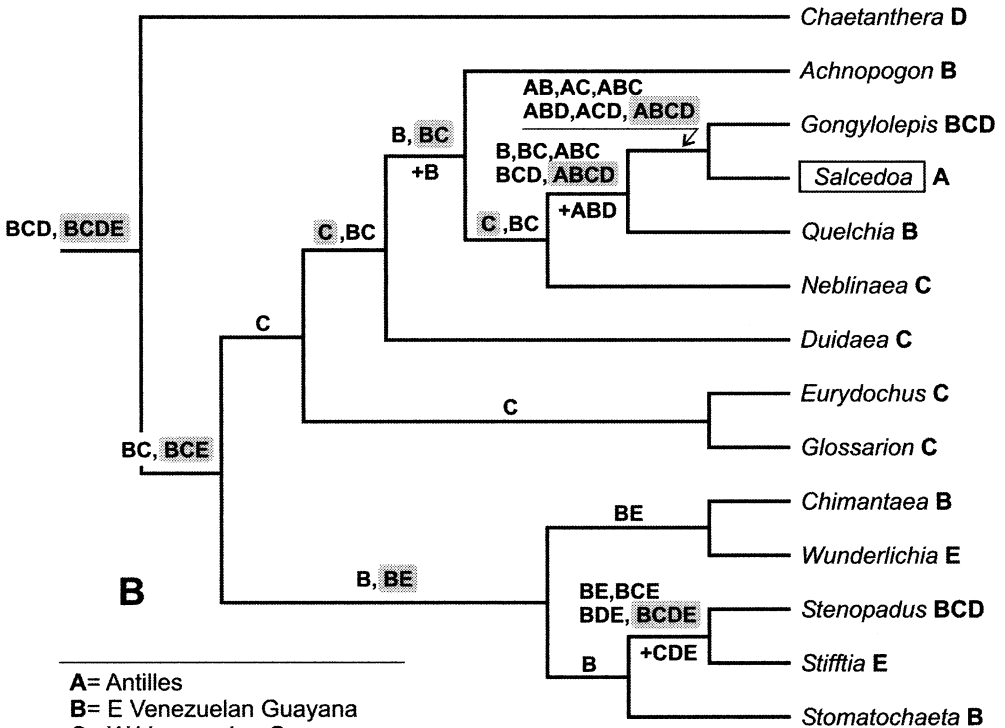 Chaetanthera D
Achnopogon B
AB,AC,ABC
ABD,ACD, ABCD
Gongylolepis BCD
B, BC
+B
B,BC,ABC
BCD, ABCD
Salcedoa A
+ABD
BCD, BCDE
C ,BC
C ,BC
Quelchia B
Neblinaea C
C
Duidaea C
Eurydochus C
C
Glossarion C
BC, BCE
Chimantaea B
BE
Wunderlichia E
B
B, BE
BE,BCE
BDE, BCDE
Stenopadus BCD
+CDE
B
Stifftia E
A= Antilles
B= E Venezuelan Guayana
Stomatochaeta B